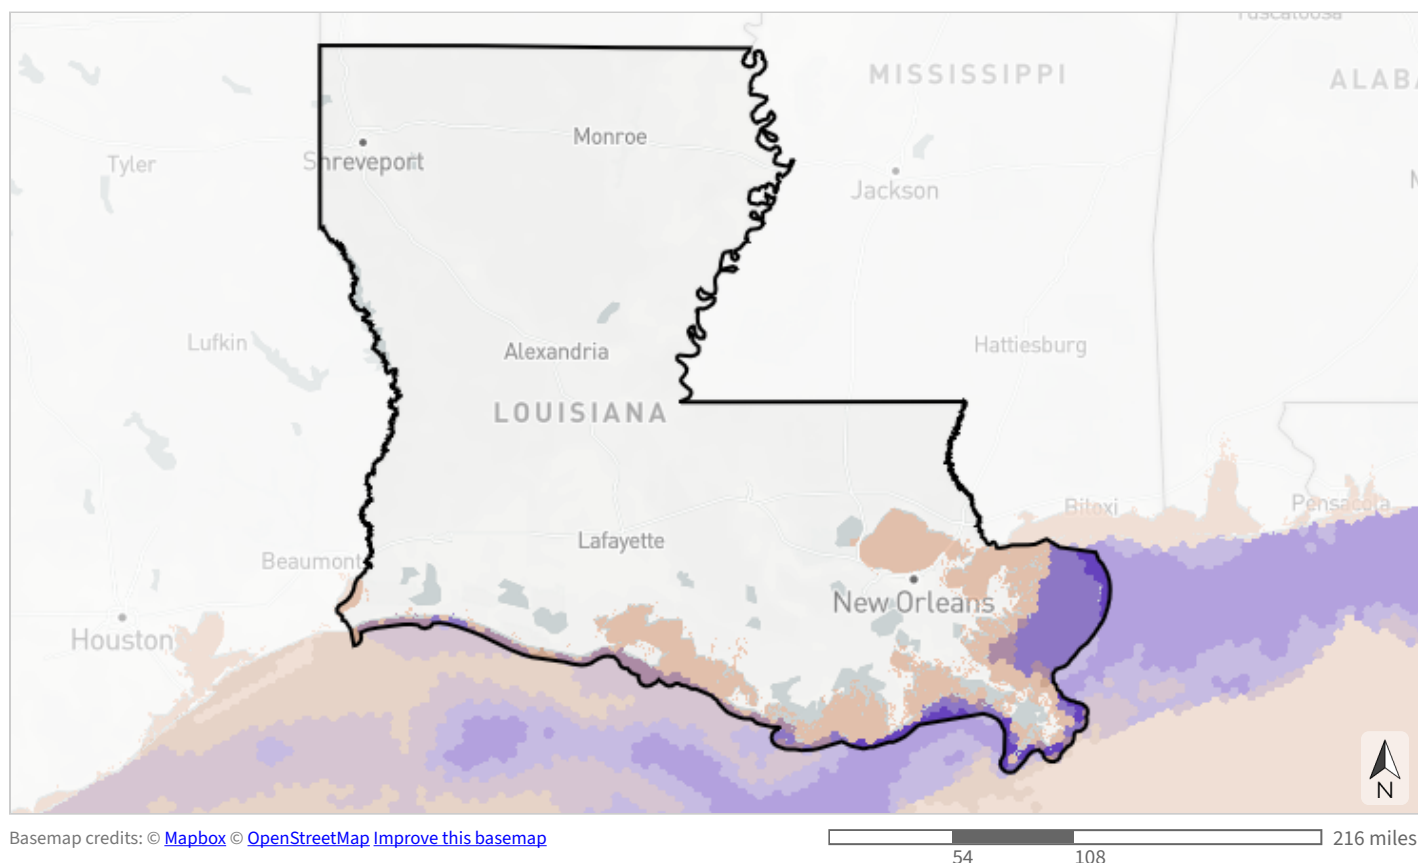 Tuscaloosa
MISSISSIPPI
ALABA
Monroe
Shreveport
Tyler
Jackson
M
Lufkin
Hattiesburg
Alexandria
LOUISIANA
Biloxi
Pensacola
Lafayette
Beaumont
New Orleans
Houston
N
Basemap credits: © Mapbox © OpenStreetMap Improve this basemap
216 miles
54 108